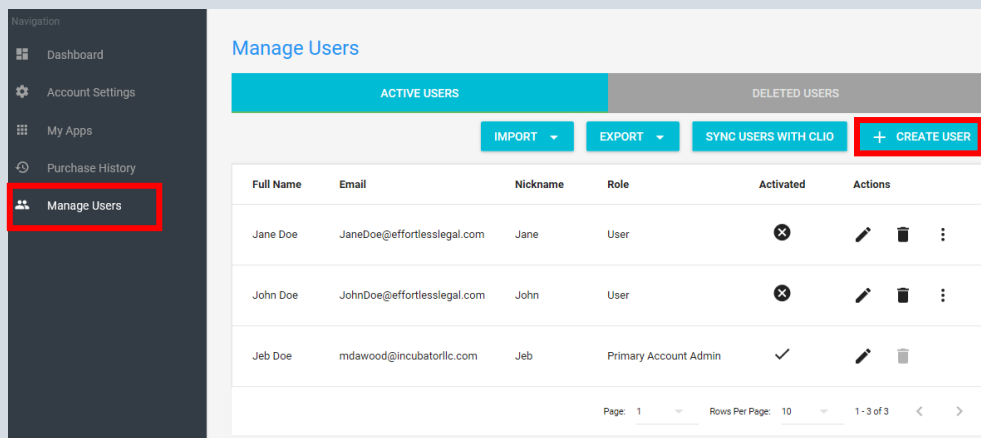 Navigation
Dashboard
Account Settings
My Apps
Purchase History
Manage Users
Manage Users
ACTIVE USERS DELETED USERS
IMPORT EXPORT SYNC USERS WITH CLIO + CREATE USER
Full Name Email Nickname Role Activated Actions
Jane Doe JaneDoe@effortlesslegal.com Jane User
John Doe JohnDoe@effortlesslegal.com John User
Jeb Doe mdawood@incubatorllc.com Jeb Primary Account Admin
Page: 1 Rows Per Page: 10 1 - 3 of 3